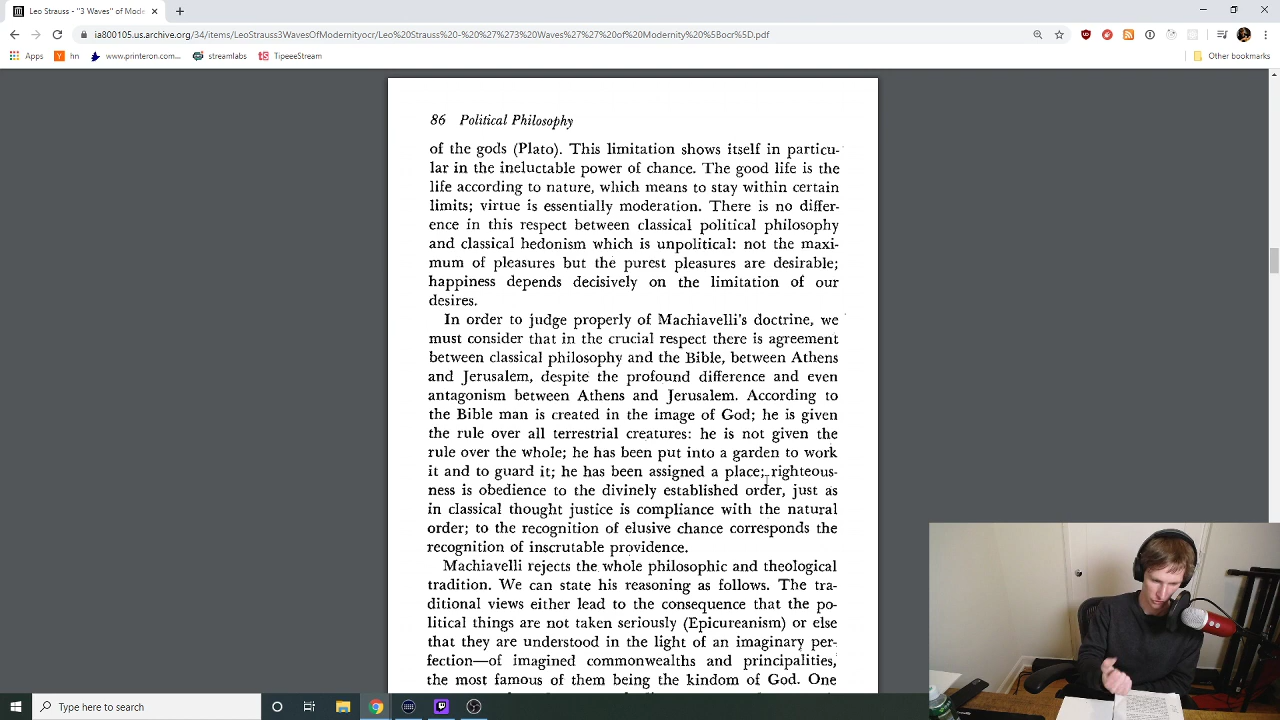 Leo Strauss - "3 Waves" of Mode
ia800105.us.archive.org/34/items/LeoStrauss3WavesOfModernityocr/Leo%20Strauss%20-%20%27%273%20Waves%27%27%20of%20Modernity%20%5Bocr%5D.pdf
Apps hn www.printeron.com... streamlabs TipeeeStream Other bookmarks
86 Political Philosophy
of the gods (Plato). This limitation shows itself in particu-
lar in the ineluctable power of chance. The good life is the
life according to nature, which means to stay within certain
limits; virtue is essentially moderation. There is no differ-
ence in this respect between classical political philosophy
and classical hedonism which is unpolitical: not the maxi-
mum of pleasures but the purest pleasures are desirable;
happiness depends decisively on the limitation of our
desires.
In order to judge properly of Machiavelli's doctrine, we
must consider that in the crucial respect there is agreement
between classical philosophy and the Bible, between Athens
and Jerusalem, despite the profound difference and even
antagonism between Athens and Jerusalem. According to
the Bible man is created in the image of God; he is given
the rule over all terrestrial creatures: he is not given the
rule over the whole; he has been put into a garden to work
it and to guard it; he has been assigned a place; righteous-
ness is obedience to the divinely established order, just as
in classical thought justice is compliance with the natural
order; to the recognition of elusive chance corresponds the
recognition of inscrutable providence.
Machiavelli rejects the whole philosophic and theological
tradition. We can state his reasoning as follows. The tra-
ditional views either lead to the consequence that the po-
litical things are not taken seriously (Epicureanism) or else
that they are understood in the light of an imaginary per-
fection—of imagined commonwealths and principalities,
the most famous of them being the kindom of God. One
Type here to search